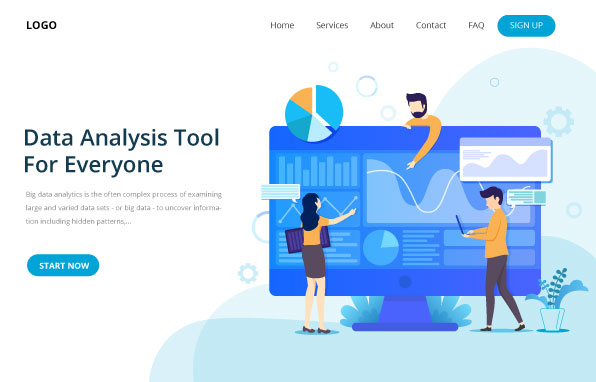 LOGO
Home Services About Contact FAQ SIGN UP
Data Analysis Tool
For Everyone
Big data analytics is the often complex process of examining
large and varied data sets - or big data - to uncover informa-
tion including hidden patterns,...
START NOW